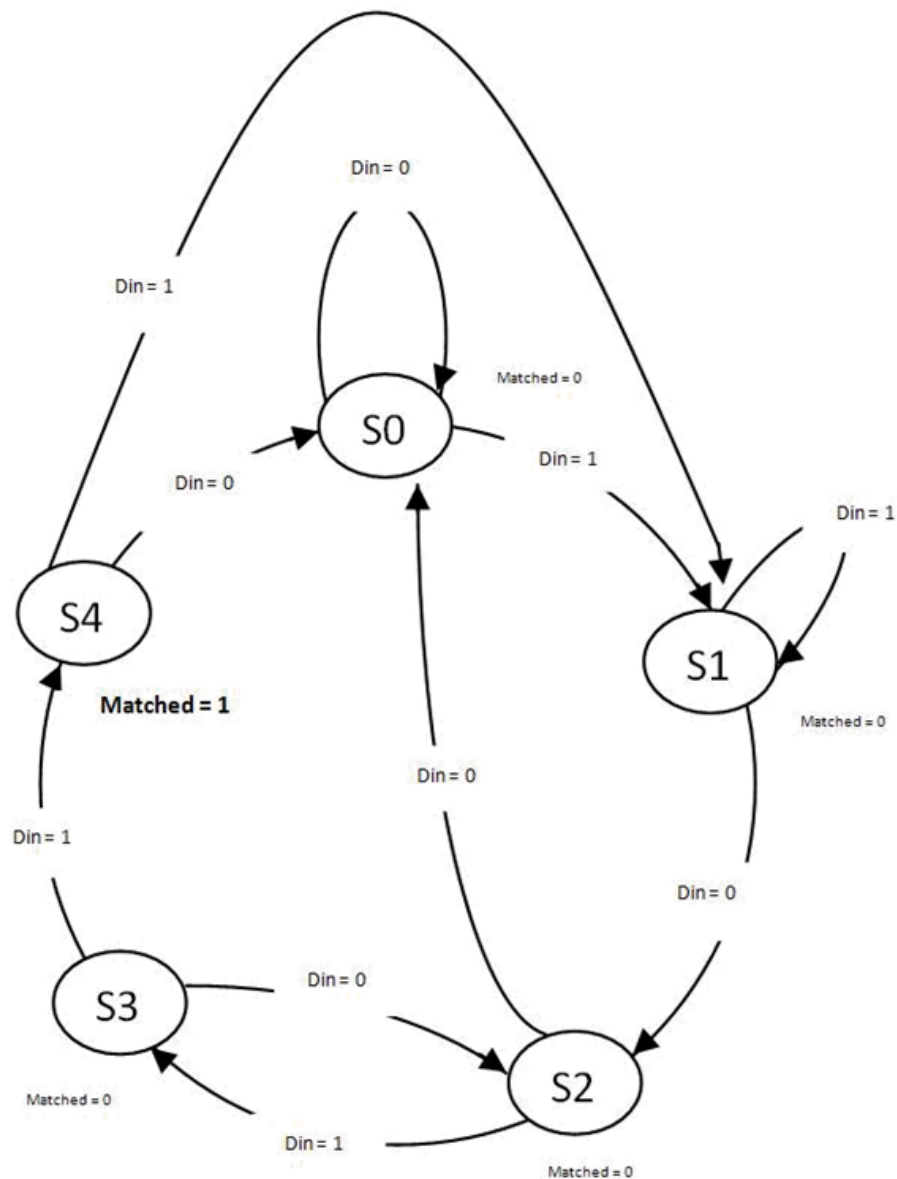 Din = 0
Din = 1
Matched = 0
S0
Din = 1
Din = 0
Din = 1
S4
S1
Matched = 1
Matched = 0
Din = 0
Din = 1
Din = 0
Din = 0
S3
S2
Matched = 0
Din = 1
Matched = 0